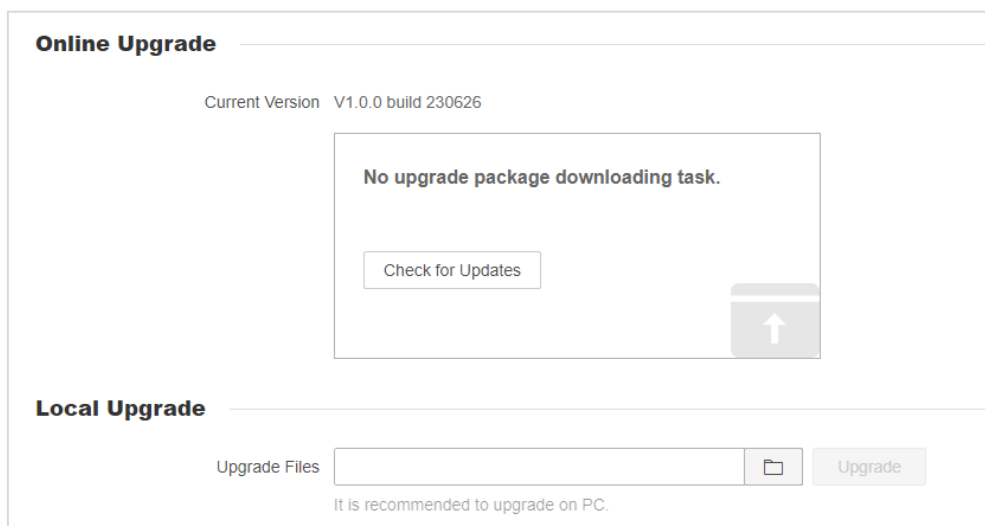 Online Upgrade
Current Version V1.0.0 build 230626
No upgrade package downloading task.
Check for Updates
Local Upgrade
Upgrade Files Upgrade
It is recommended to upgrade on PC.